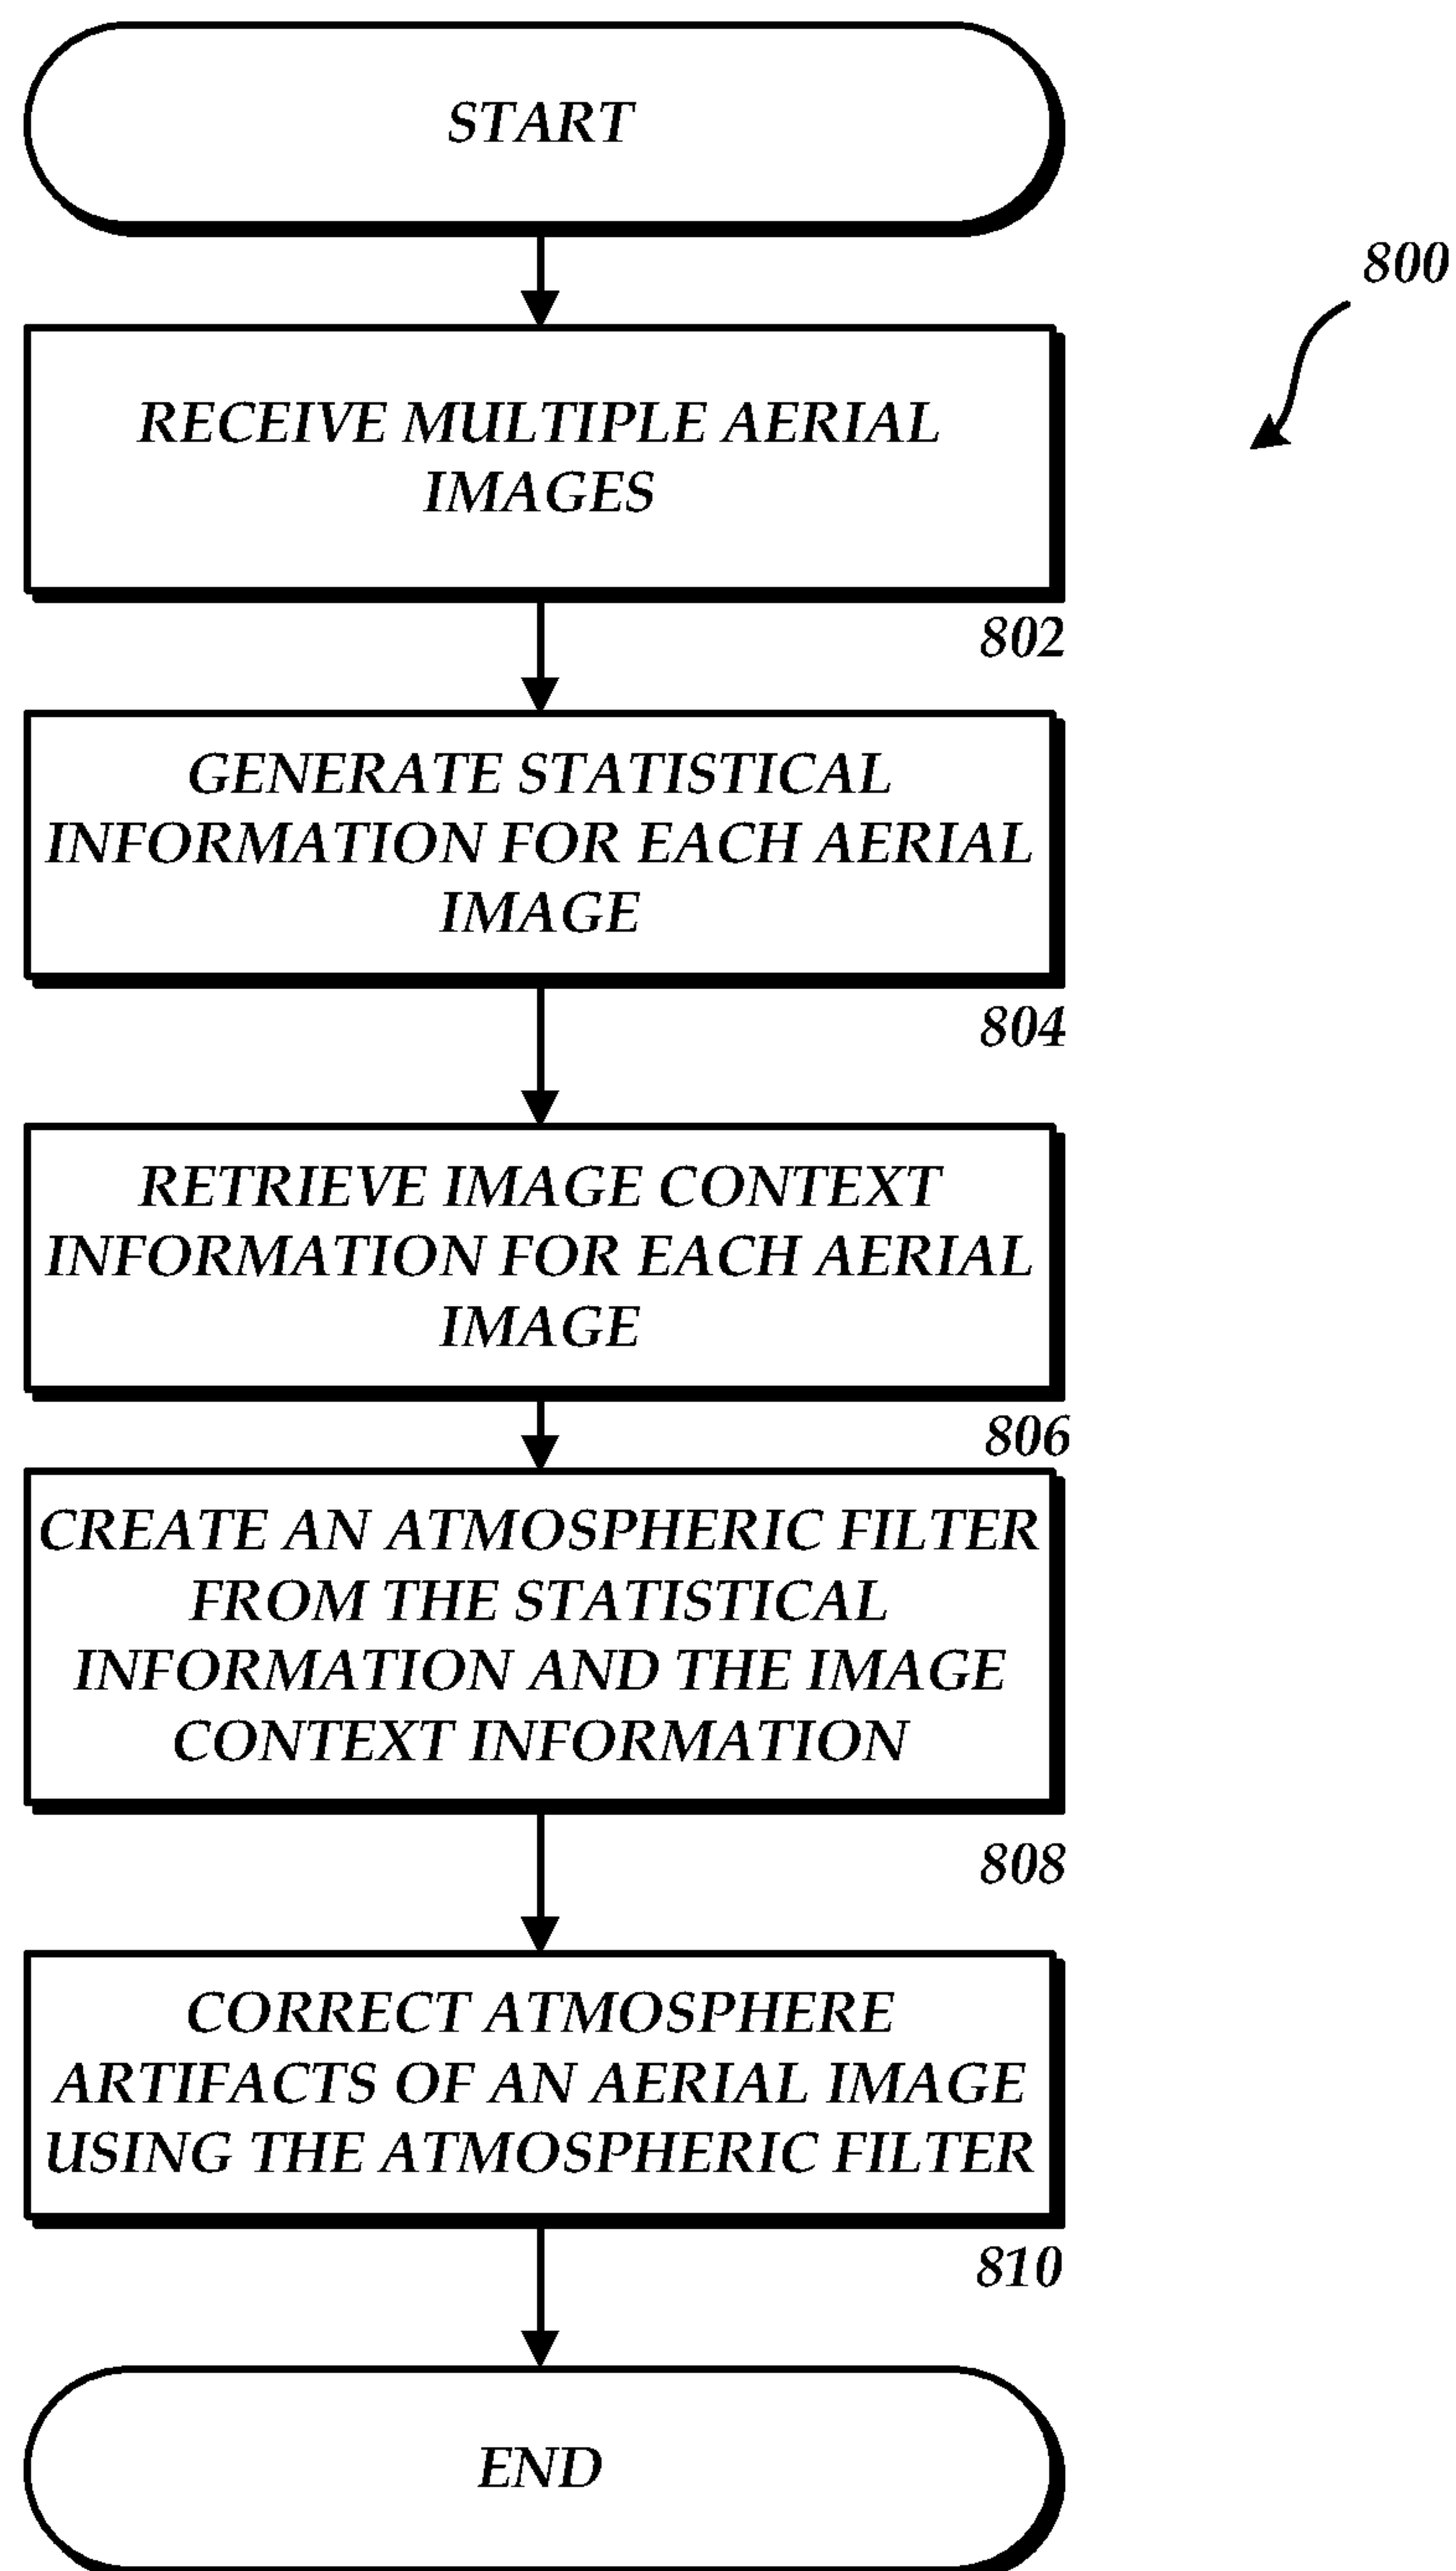 START
800
RECEIVE MULTIPLE AERIAL
IMAGES
802
GENERATE STATISTICAL
INFORMATION FOR EACH AERIAL
IMAGE
804
RETRIEVE IMAGE CONTEXT
INFORMATION FOR EACH AERIAL
IMAGE
806
CREATE AN ATMOSPHERIC FILTER
FROM THE STATISTICAL
INFORMATION AND THE IMAGE
CONTEXT INFORMATION
808
CORRECT ATMOSPHERE
ARTIFACTS OF AN AERIAL IMAGE
USING THE ATMOSPHERIC FILTER
810
END